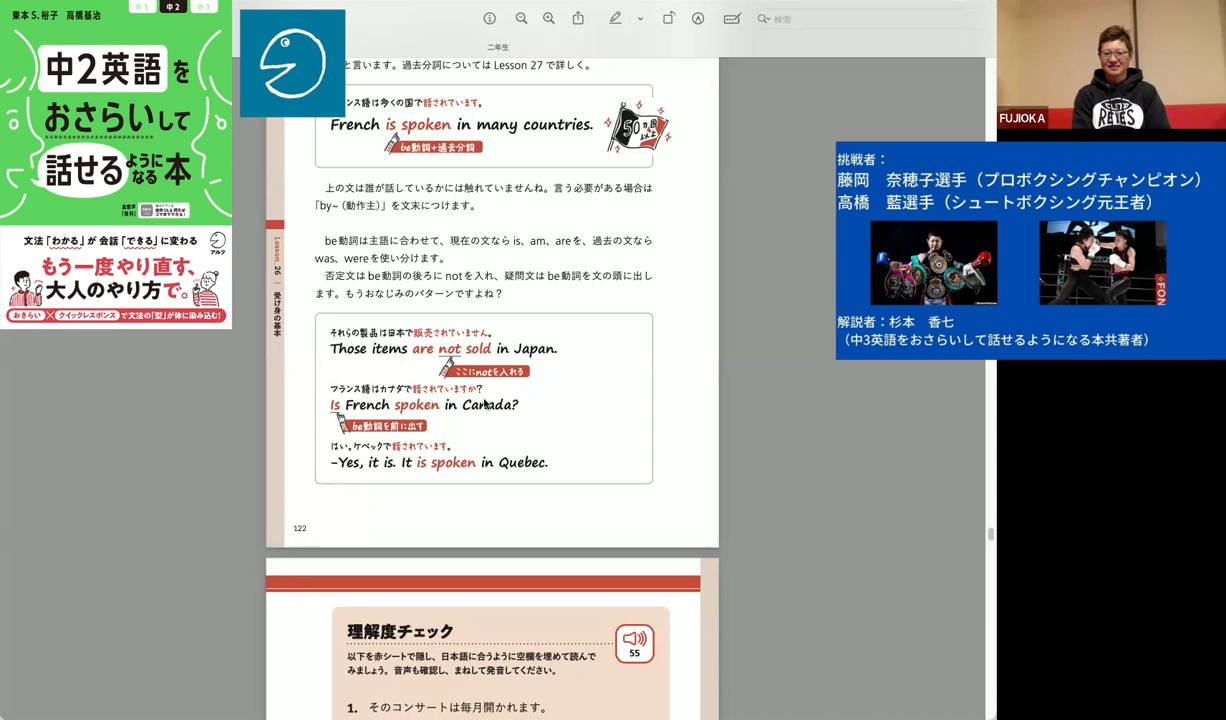 東本S.裕子 高橋基治
中1 中2 中3
中2英語を
おさらいして
話せるようになる本
文法「わかる」が 会話「できる」に変わる
アルク
もう一度やり直す、
大人のやり方で。
おさらい×クイックレスポンスで文法の「型」が体に染み込む!
検索
二年生
と言います。過去分詞については Lesson 27 で詳しく。
ンス語は多くの国で話されています。
French is spoken in many countries.
be動詞+過去分詞
50カ国以上
上の文は誰が話しているかには触れていませんね。言う必要がある場合は
「by~(動作主)」を文末につけます。
be動詞は主語に合わせて、現在の文なら is、am、are を、過去の文なら
was、were を使い分けます。
否定文は be動詞の後ろに not を入れ、疑問文は be動詞を文の頭に出し
ます。もうおなじみのパターンですよね?
Lesson_26 | 受け身の基本
それらの製品は日本で販売されていません。
Those items are not sold in Japan.
ここにnotを入れる
フランス語はカナダで話されていますか?
Is French spoken in Canada?
be動詞を前に出す
はい。ケベックで話されています。
–Yes, it is. It is spoken in Quebec.
122
理解度チェック
以下を赤シートで隠し、日本語に合うように空欄を埋めて読んで
みましょう。音声も確認し、まねして発音してください。
55
1. そのコンサートは毎月開かれます。
FUJIOKA
挑戦者:
藤岡 奈穂子選手(プロボクシングチャンピオン)
高橋 藍選手(シュートボクシング元王者)
解説者:杉本 香七
(中3英語をおさらいして話せるようになる本共著者)